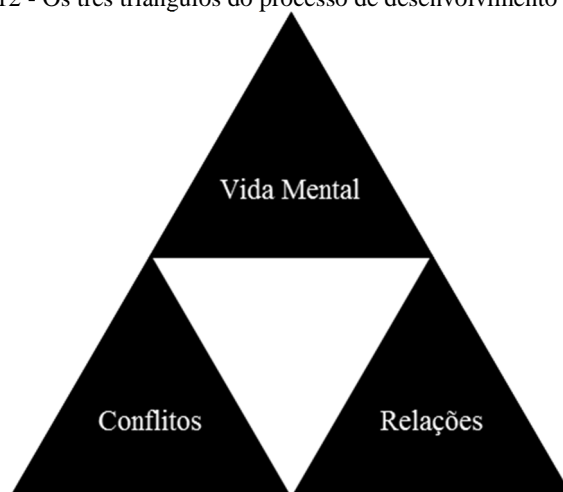 12 - Os três triângulos do processo de desenvolvimento
Vida Mental
Conflitos
Relações